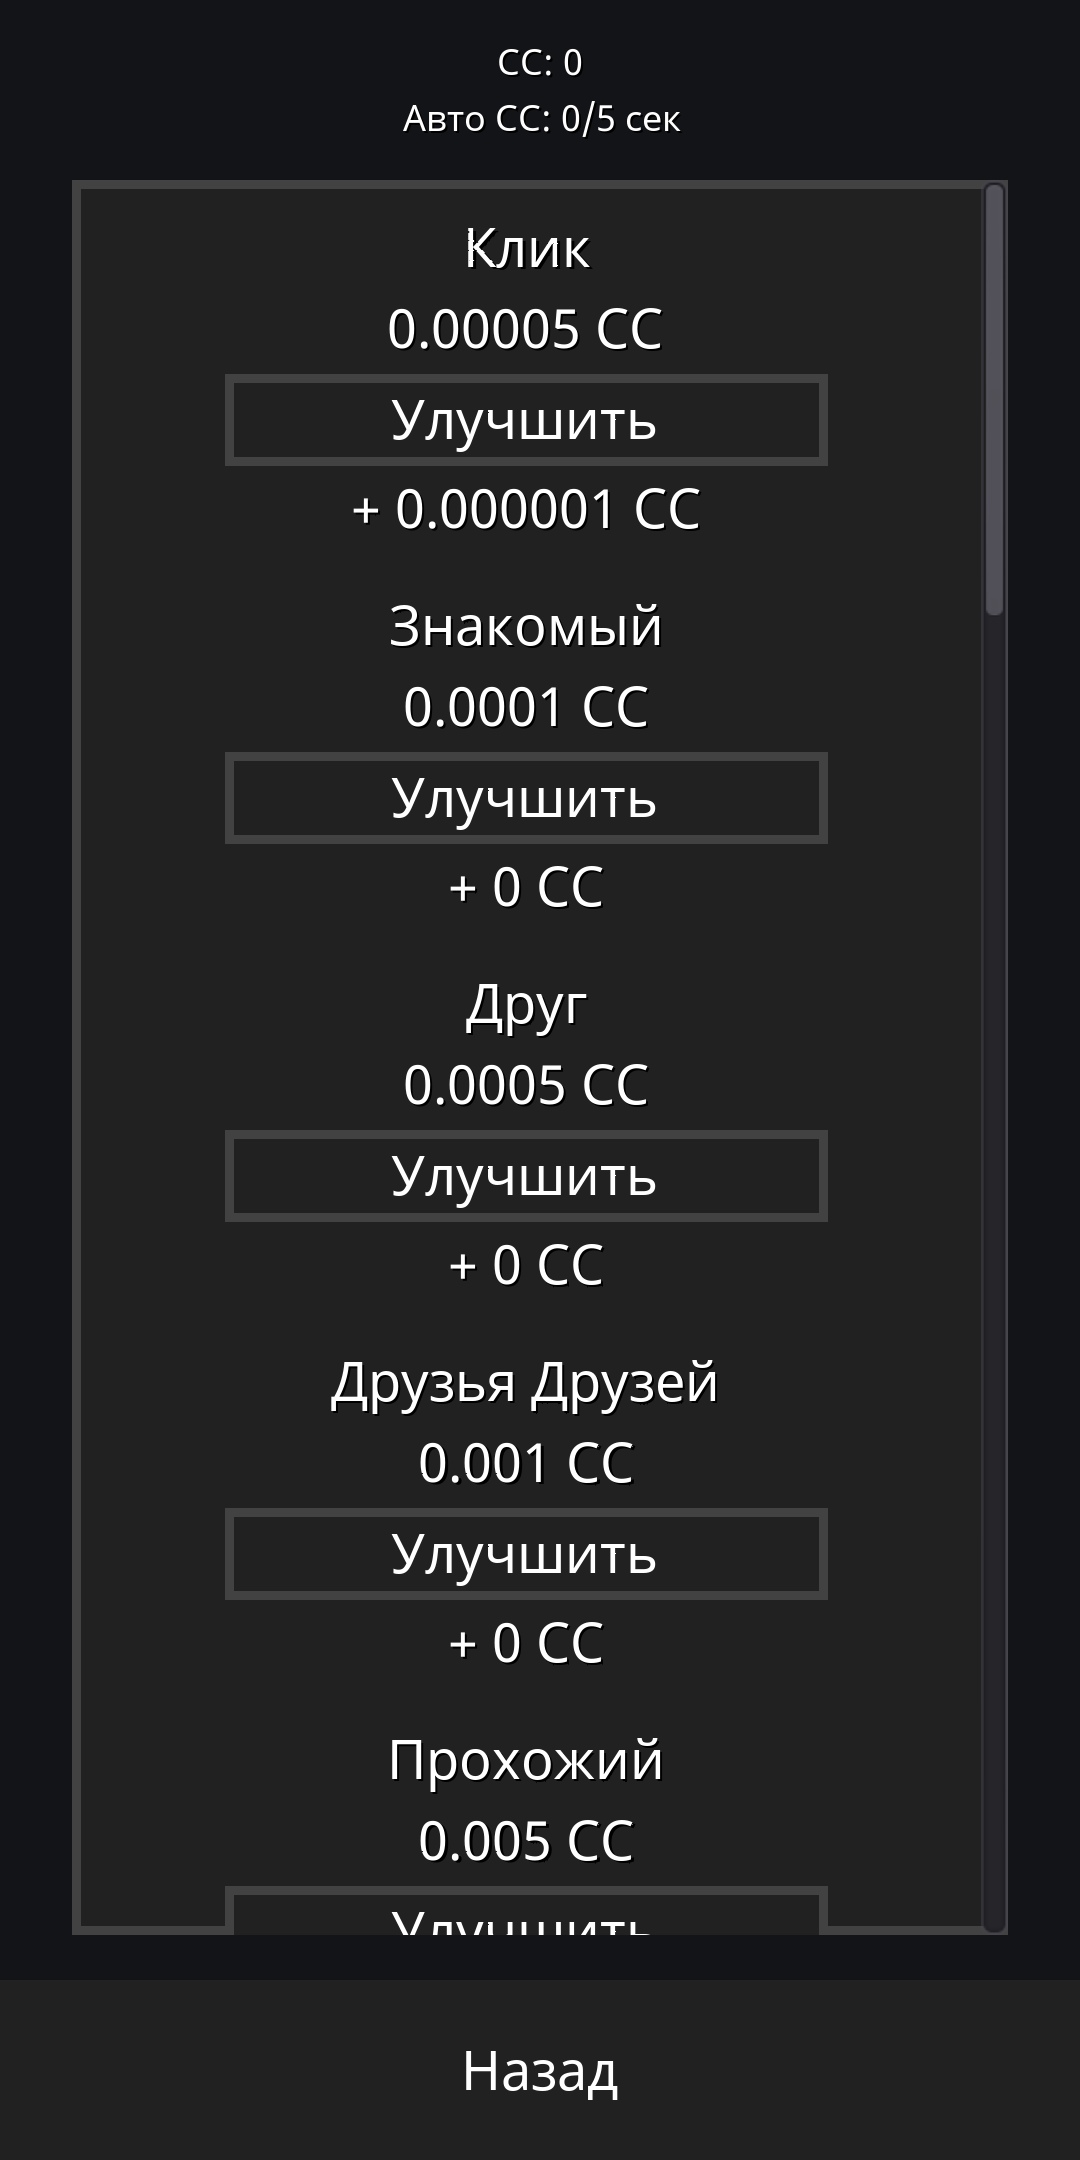 СС: 0
Авто СС: 0/5 сек
Клик
0.00005 СС
Улучшить
+ 0.000001 СС
Знакомый
0.0001 СС
Улучшить
+ 0 СС
Друг
0.0005 СС
Улучшить
+ 0 СС
Друзья Друзей
0.001 СС
Улучшить
+ 0 СС
Прохожий
0.005 СС
Улучшить
Назад